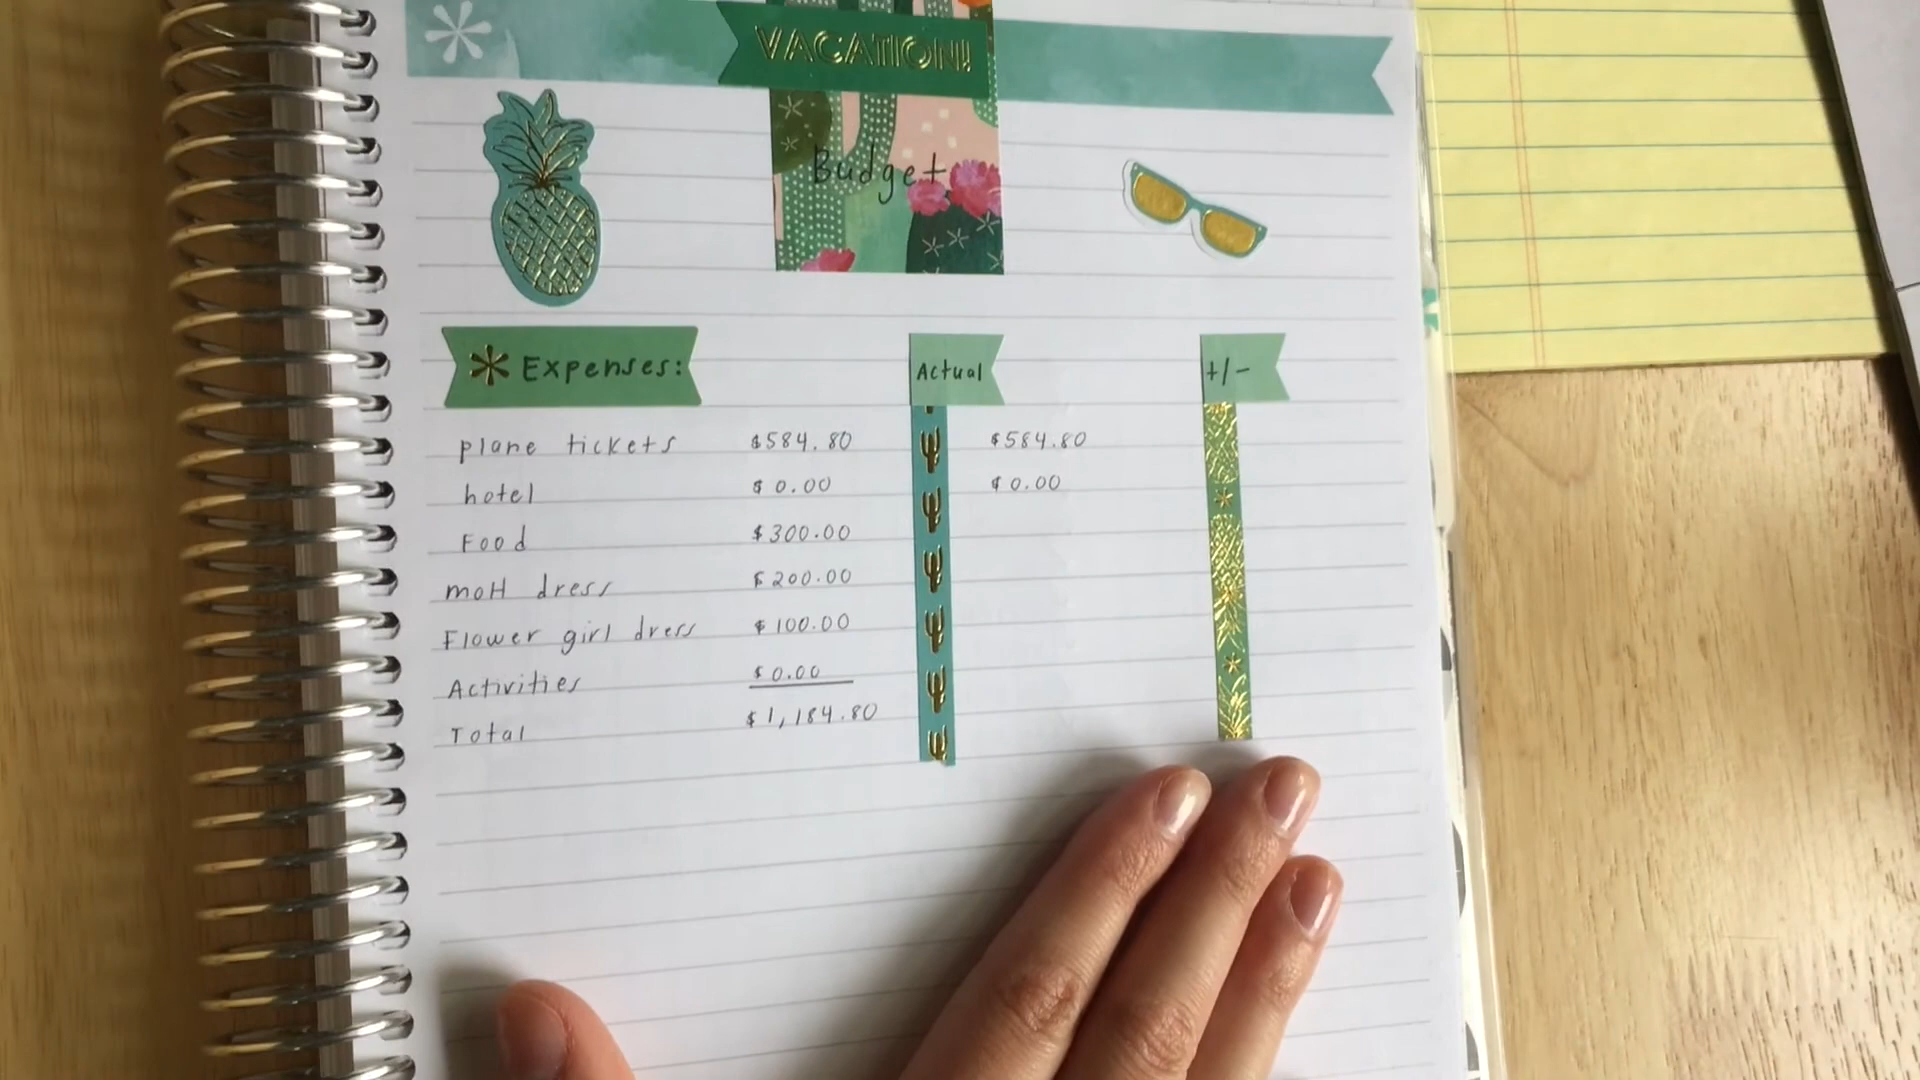 VACATION!
Budget
Expenses: Actual +/-
plane tickets $584.80 $584.80
hotel $0.00 $0.00
Food $300.00
moH dress $200.00
Flower girl dress $100.00
Activities $0.00
Total $1,184.80